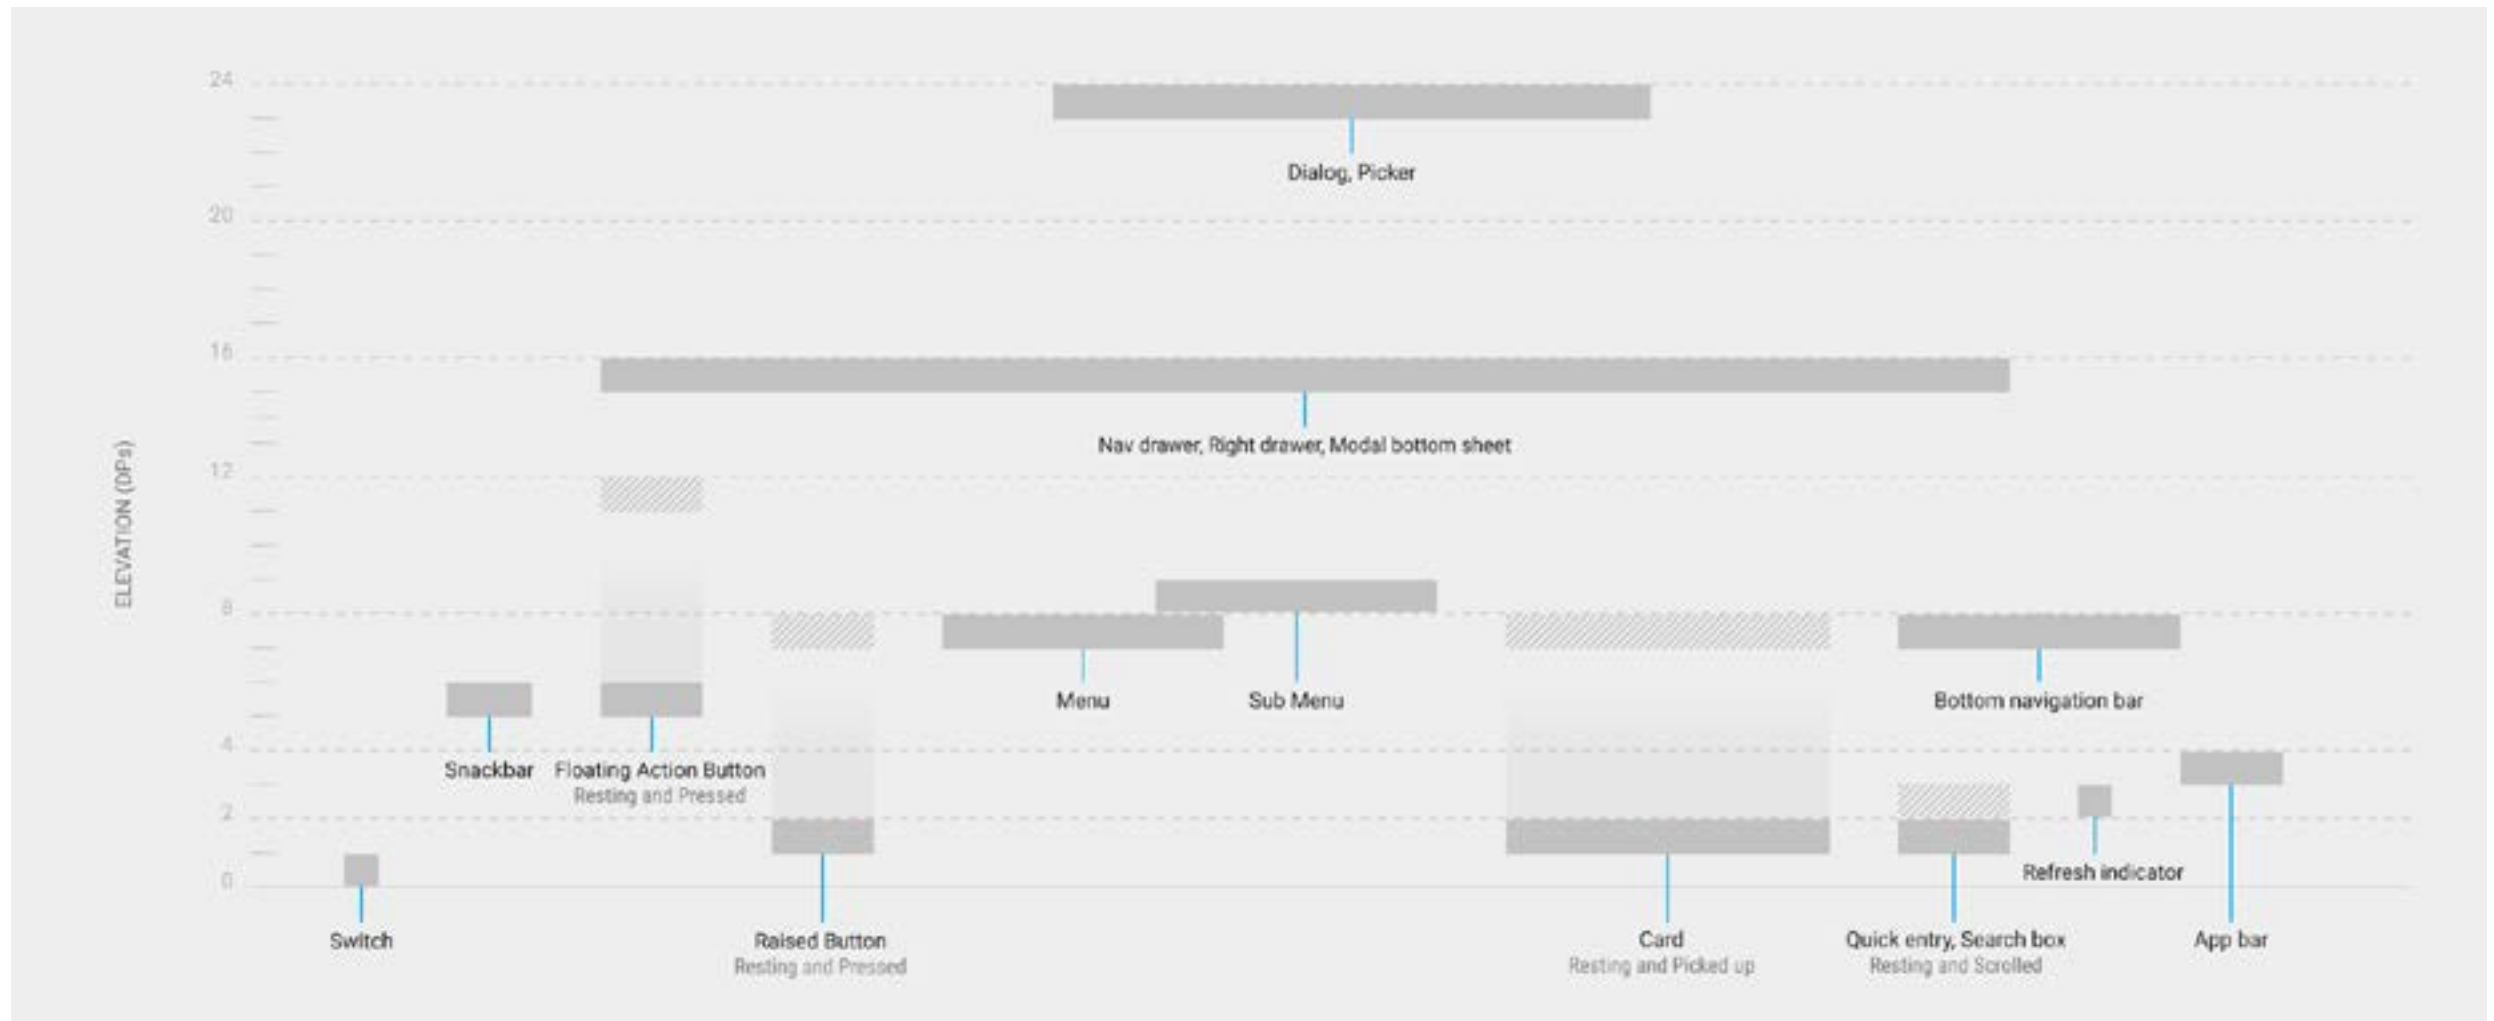 24
Dialog, Picker
20
16
Nav drawer, Right drawer, Modal bottom sheet
ELEVATION (DPs)
12
8
Menu
Sub Menu
Bottom navigation bar
4
Snackbar
Floating Action Button
Resting and Pressed
2
Refresh indicator
0
Switch
Raised Button
Resting and Pressed
Card
Resting and Picked up
Quick entry, Search box
Resting and Scrolled
App bar